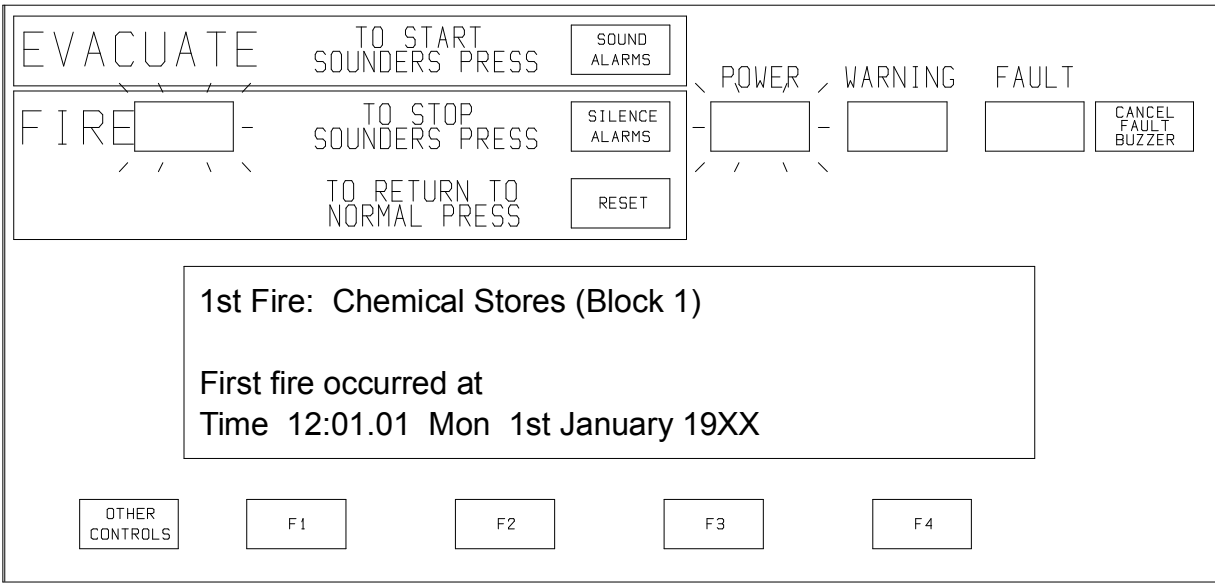 EVACUATE
TO START
SOUNDERS PRESS
SOUND
ALARMS
FIRE
TO STOP
SOUNDERS PRESS
SILENCE
ALARMS
TO RETURN TO
NORMAL PRESS
RESET
POWER
WARNING
FAULT
CANCEL
FAULT
BUZZER
1st Fire: Chemical Stores (Block 1)
First fire occurred at
Time 12:01.01 Mon 1st January 19XX
OTHER
CONTROLS
F1
F2
F3
F4